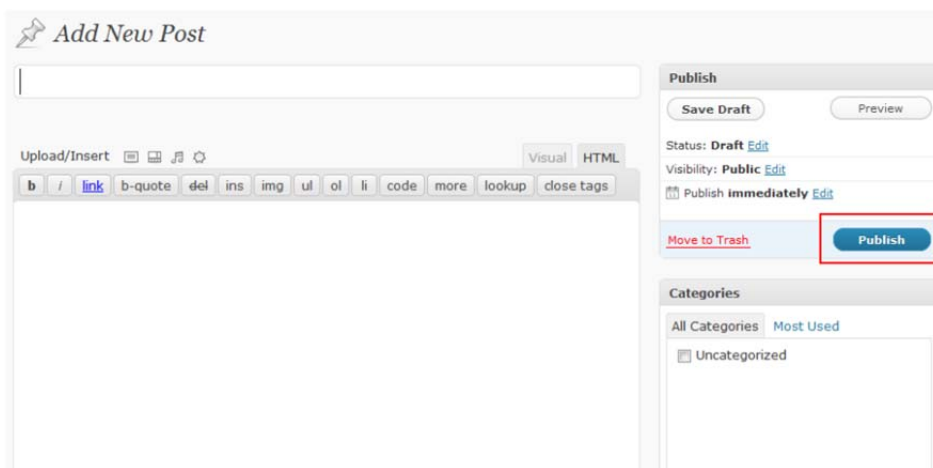 Add New Post
Upload/Insert
Visual HTML
b i link b-quote del ins img ul ol li code more lookup close tags
Publish
Save Draft Preview
Status: Draft Edit
Visibility: Public Edit
Publish immediately Edit
Move to Trash Publish
Categories
All Categories Most Used
Uncategorized